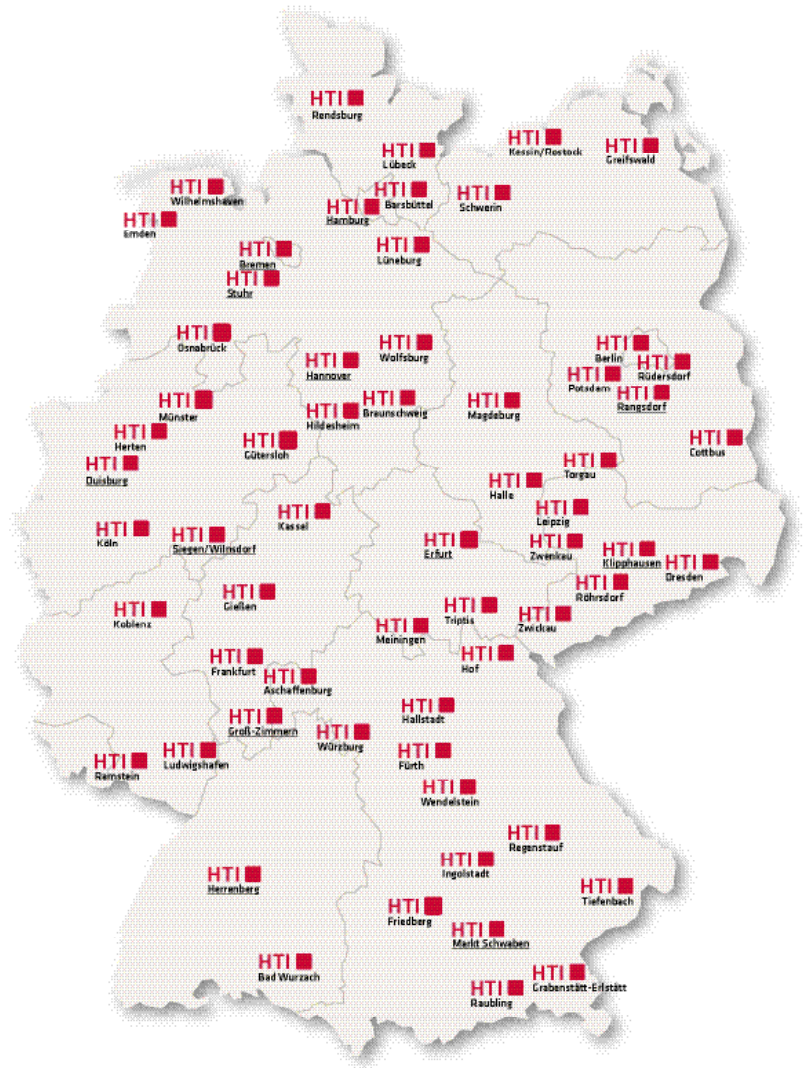 HTI
Rendsburg
HTI
Kessin/Rostock
HTI
Greifswald
HTI
Lübeck
HTI
Wilhelmshaven
HTI
Barsbüttel
HTI
Schwerin
HTI
Hamburg
HTI
Emden
HTI
Lüneburg
HTI
Bremen
HTI
Stuhr
HTI
Osnabrück
HTI
Wolfsburg
HTI
Berlin
HTI
Hannover
HTI
Rüdersdorf
HTI
Potsdam
HTI
Rangsdorf
HTI
Münster
HTI
Braunschweig
HTI
Magdeburg
HTI
Hildesheim
HTI
Herten
HTI
Gütersloh
HTI
Cottbus
HTI
Duisburg
HTI
Torgau
HTI
Halle
HTI
Kassel
HTI
Leipzig
HTI
Köln
HTI
Siegen/Wilnsdorf
HTI
Erfurt
HTI
Zwenkau
HTI
Klipphausen
HTI
Dresden
HTI
Röhrsdorf
HTI
Gießen
HTI
Koblenz
HTI
Triptis
HTI
Zwickau
HTI
Meiningen
HTI
Hof
HTI
Frankfurt
HTI
Aschaffenburg
HTI
Hallstadt
HTI
Groß-Zimmern
HTI
Würzburg
HTI
Ludwigshafen
HTI
Fürth
HTI
Ramstein
HTI
Wendelstein
HTI
Regenstauf
HTI
Ingolstadt
HTI
Herrenberg
HTI
Tiefenbach
HTI
Friedberg
HTI
Markt Schwaben
HTI
Bad Wurzach
HTI
Grabenstätt-Erlstätt
HTI
Raubling